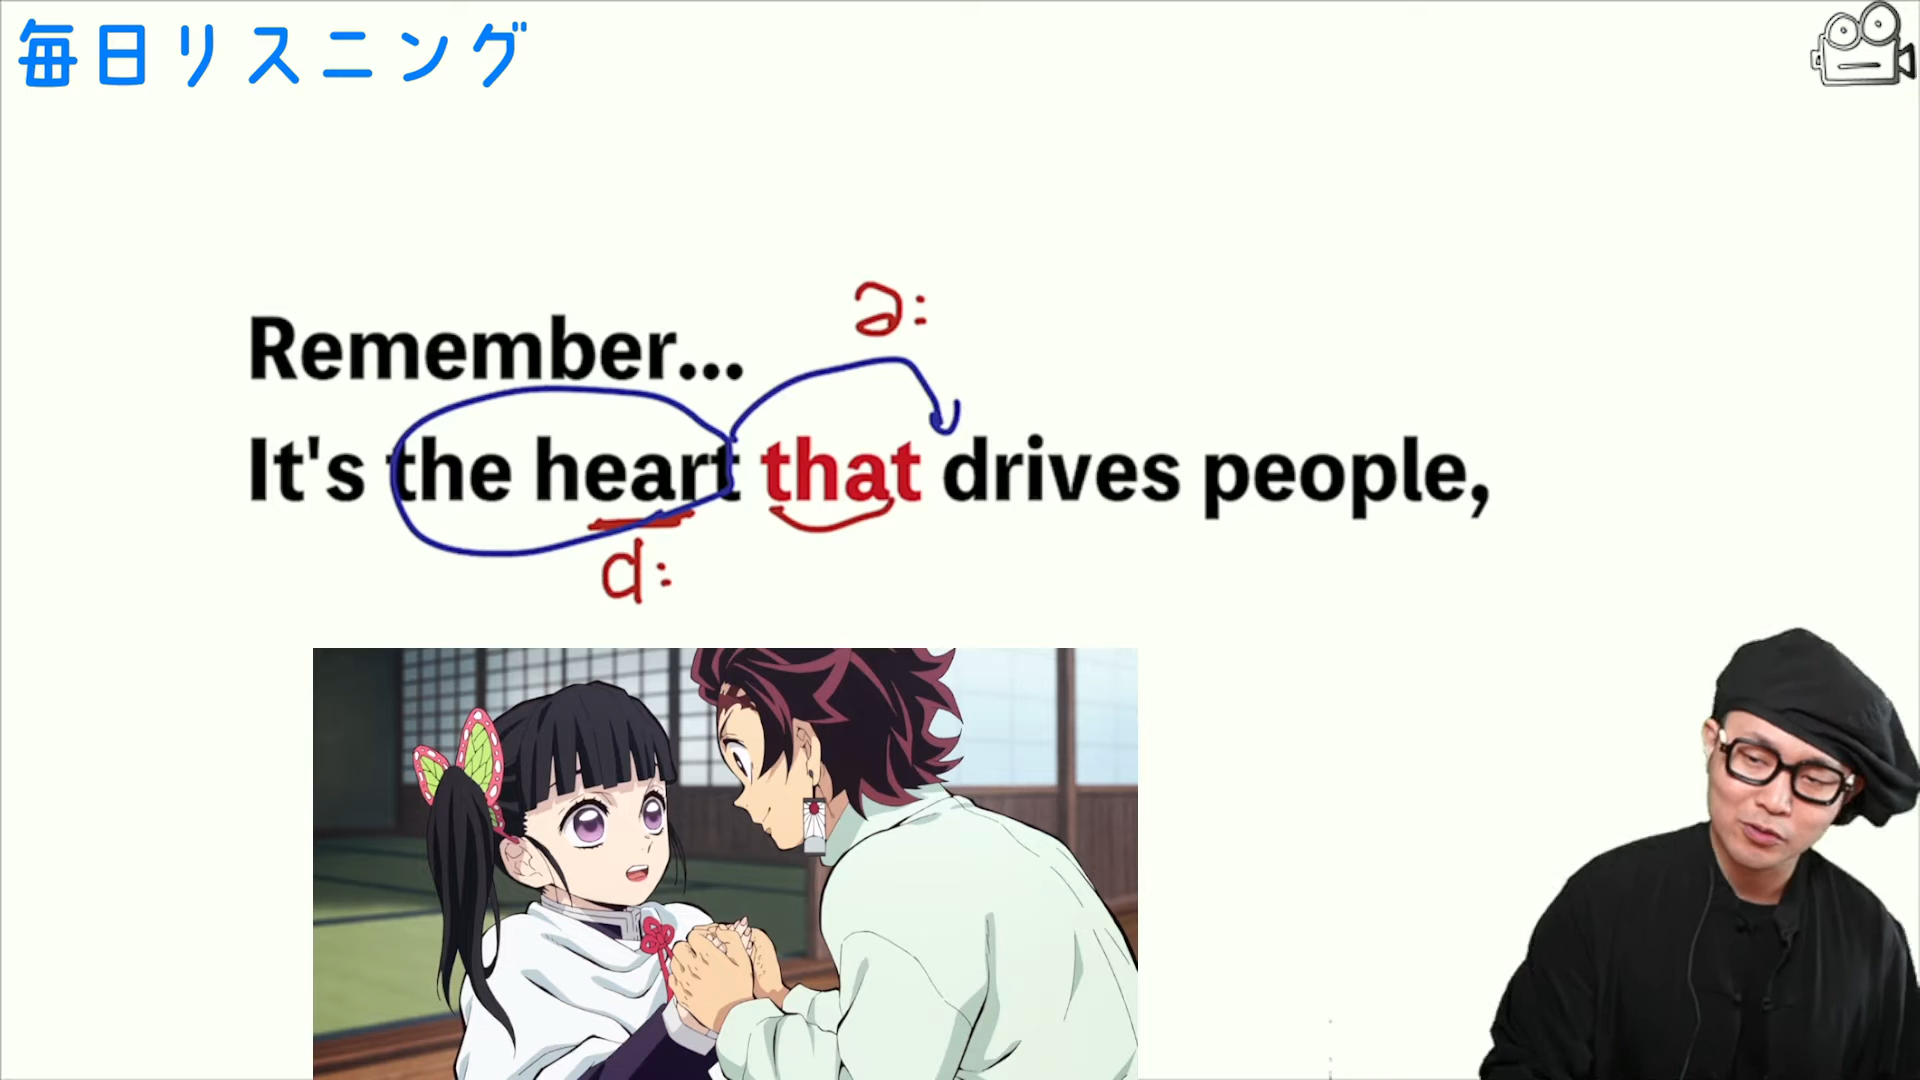 毎日リスニング
ə:
Remember...
It's the heart that drives people,
ɑ: